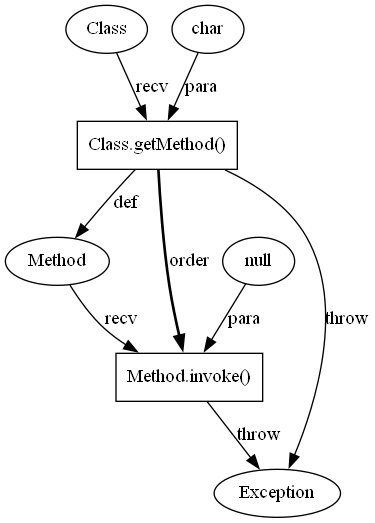 Class
char
recv
para
Class.getMethod()
def
Method
order
null
recv
para
throw
Method.invoke()
throw
Exception